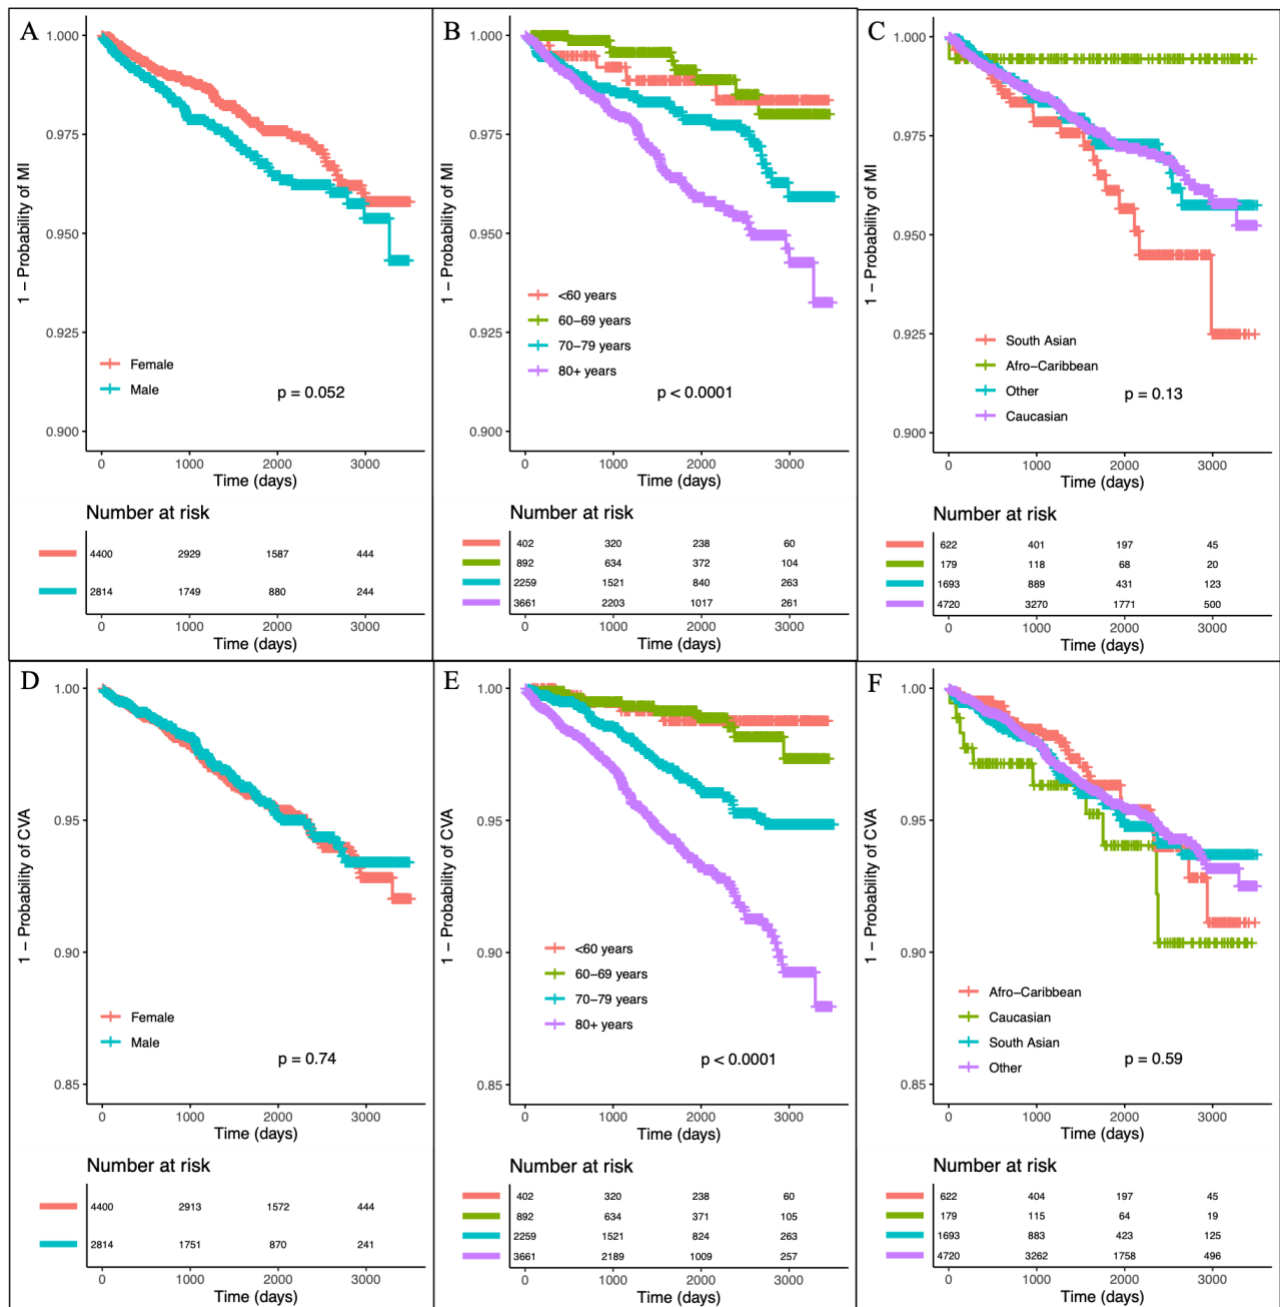 A
1 – Probability of MI
1.000
0.975
0.950
0.925
0.900
Female
Male
p = 0.052
0 1000 2000 3000
Time (days)
Number at risk
4400 2929 1587 444
2814 1749 880 244
0 1000 2000 3000
Time (days)
B
1 – Probability of MI
1.000
0.975
0.950
0.925
0.900
<60 years
60–69 years
70–79 years
80+ years
p < 0.0001
0 1000 2000 3000
Time (days)
Number at risk
402 320 238 60
892 634 372 104
2259 1521 840 263
3661 2203 1017 261
0 1000 2000 3000
Time (days)
C
1 – Probability of MI
1.000
0.975
0.950
0.925
0.900
South Asian
Afro–Caribbean
Other
Caucasian
p = 0.13
0 1000 2000 3000
Time (days)
Number at risk
622 401 197 45
179 118 68 20
1693 889 431 123
4720 3270 1771 500
0 1000 2000 3000
Time (days)
D
1 – Probability of CVA
1.00
0.95
0.90
0.85
Female
Male
p = 0.74
0 1000 2000 3000
Time (days)
Number at risk
4400 2913 1572 444
2814 1751 870 241
0 1000 2000 3000
Time (days)
E
1 – Probability of CVA
1.00
0.95
0.90
0.85
<60 years
60–69 years
70–79 years
80+ years
p < 0.0001
0 1000 2000 3000
Time (days)
Number at risk
402 320 238 60
892 634 371 105
2259 1521 824 263
3661 2189 1009 257
0 1000 2000 3000
Time (days)
F
1 – Probability of CVA
1.00
0.95
0.90
0.85
Afro–Caribbean
Caucasian
South Asian
Other
p = 0.59
0 1000 2000 3000
Time (days)
Number at risk
622 404 197 45
179 115 64 19
1693 883 423 125
4720 3262 1758 496
0 1000 2000 3000
Time (days)